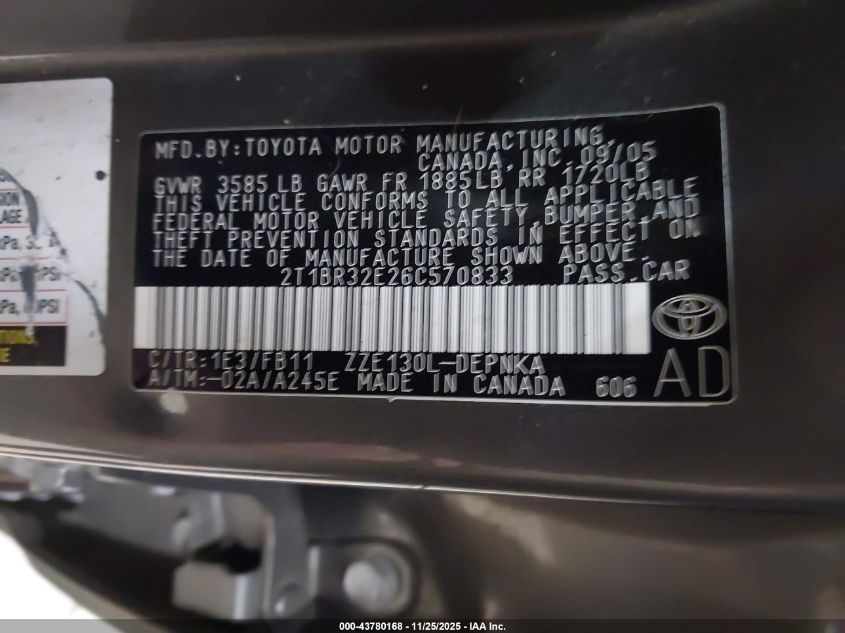 MFD.BY:TOYOTA MOTOR MANUFACTURING,
CANADA,INC.09/05
GVWR 3585LB GAWR FR 1885LB RR 1720LB
THIS VEHICLE CONFORMS TO ALL APPLICABLE
FEDERAL MOTOR VEHICLE SAFETY,BUMPER,AND
THEFT PREVENTION STANDARDS IN EFFECT ON
THE DATE OF MANUFACTURE SHOWN ABOVE.
2T1BR32E26C570833 PASS.CAR
C/TR:1E3/FB11 ZZE130L-DEPNKA
A/TM:-02A/A245E MADE IN CANADA 606
AD
000-43780168 - 11/25/2025 - IAA Inc.